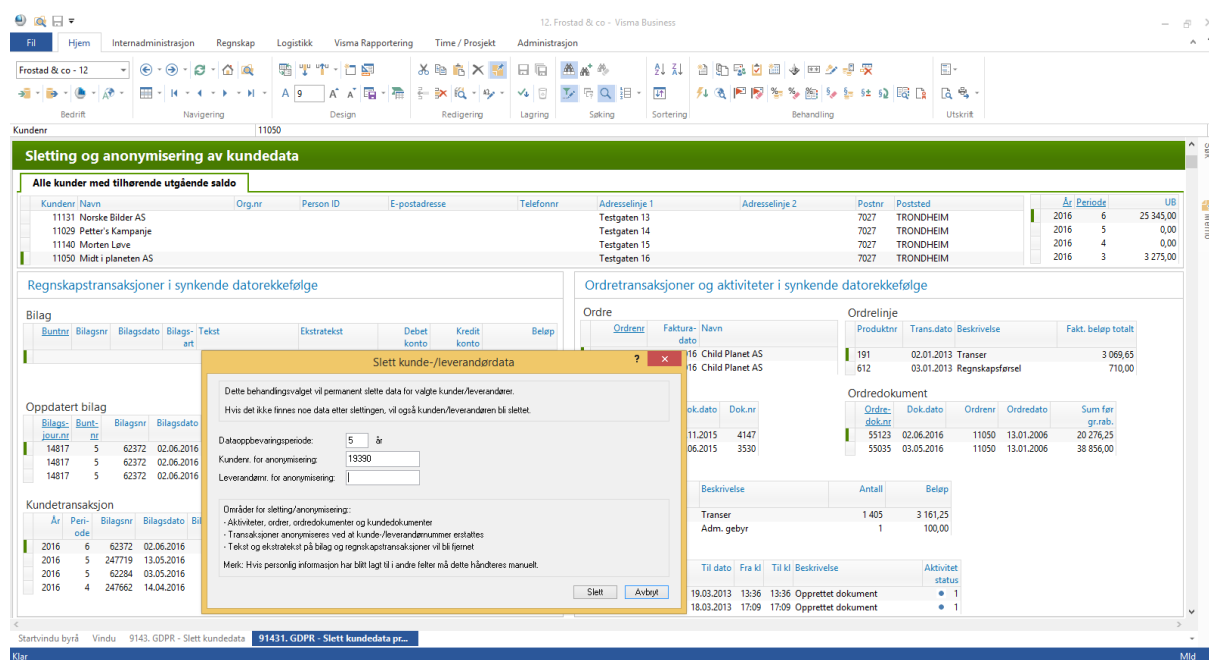 12. Frostad & co - Visma Business
Fil Hjem Internadministrasjon Regnskap Logistikk Visma Rapportering Time / Prosjekt Administrasjon
Frostad & co - 12
A 9
Bedrift Navigering Design Redigering Lagring Søking Sortering Behandling Utskrift
Kundenr 11050
Sletting og anonymisering av kundedata
Alle kunder med tilhørende utgående saldo
Kundenr Navn Org.nr Person ID E-postadresse Telefonnr Adresselinje 1 Adresselinje 2 Postnr Poststed
11131 Norske Bilder AS Testgaten 13 7027 TRONDHEIM
11029 Petter's Kampanje Testgaten 14 7027 TRONDHEIM
11140 Morten Løve Testgaten 15 7027 TRONDHEIM
11050 Midt i planeten AS Testgaten 16 7027 TRONDHEIM
År Periode UB
2016 6 25 345,00
2016 5 0,00
2016 4 0,00
2016 3 3 275,00
Regnskapstransaksjoner i synkende datorekkefølge
Bilag
Buntnr Bilagsnr Bilagsdato Bilags- Tekst Ekstratekst Debet Kredit Beløp
art konto konto
Oppdatert bilag
Bilags- Bunt- Bilagsnr Bilagsdato
jour.nr nr
14817 5 62372 02.06.2016
14817 5 62372 02.06.2016
14817 5 62372 02.06.2016
Kundetransaksjon
År Peri- Bilagsnr Bilagsdato Bil
ode
2016 6 62372 02.06.2016
2016 5 247719 13.05.2016
2016 5 62284 03.05.2016
2016 4 247662 14.04.2016
Slett kunde-/leverandørdata
Dette behandlingsvalget vil permanent slette data for valgte kunder/leverandører.
Hvis det ikke finnes noe data etter slettingen, vil også kunden/leverandøren bli slettet.
Dataoppbevaringsperiode: 5 år
Kundenr. for anonymisering: 19390
Leverandørnr. for anonymisering:
Områder for sletting/anonymisering::
- Aktiviteter, ordrer, ordredokumenter og kundedokumenter
- Transaksjoner anonymiseres ved at kunde-/leverandørnummer erstattes
- Tekst og ekstratekst på bilag og regnskapstransaksjoner vil bli fjernet
Merk: Hvis personlig informasjon har blitt lagt til i andre felter må dette håndteres manuelt.
Slett Avbryt
Ordretransaksjoner og aktiviteter i synkende datorekkefølge
Ordre
Ordrenr Faktura- Navn
dato
16 Child Planet AS
16 Child Planet AS
Ordrelinje
Produktnr Trans.dato Beskrivelse Fakt. beløp totalt
191 02.01.2013 Transer 3 069,65
612 03.01.2013 Regnskapsførsel 710,00
ok.dato Dok.nr
.11.2015 4147
.06.2015 3530
Ordredokument
Ordre- Dok.dato Ordrenr Ordredato Sum før
dok.nr gr.rab.
55123 02.06.2016 11050 13.01.2006 20 276,25
55035 03.05.2016 11050 13.01.2006 38 856,00
Beskrivelse Antall Beløp
Transer 1 405 3 161,25
Adm. gebyr 1 100,00
Til dato Fra kl Til kl Beskrivelse Aktivitet
status
19.03.2013 13:36 13:36 Opprettet dokument 1
18.03.2013 17:09 17:09 Opprettet dokument 1
Startvindu byrå Vindu 9143. GDPR - Slett kundedata 91431. GDPR - Slett kundedata pr...
Klar Mld